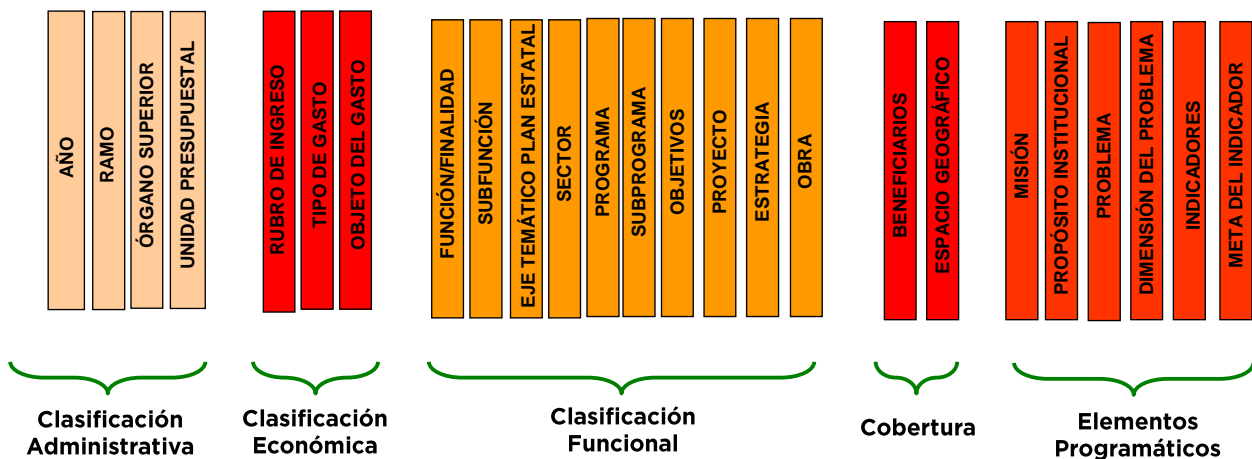 AÑO
RAMO
ÓRGANO SUPERIOR
UNIDAD PRESUPUESTAL
RUBRO DE INGRESO
TIPO DE GASTO
OBJETO DEL GASTO
FUNCIÓN/FINALIDAD
SUBFUNCIÓN
EJE TEMÁTICO PLAN ESTATAL
SECTOR
PROGRAMA
SUBPROGRAMA
OBJETIVOS
PROYECTO
ESTRATEGIA
OBRA
BENEFICIARIOS
ESPACIO GEOGRÁFICO
MISIÓN
PROPÓSITO INSTITUCIONAL
PROBLEMA
DIMENSIÓN DEL PROBLEMA
INDICADORES
META DEL INDICADOR
Clasificación
Administrativa
Clasificación
Económica
Clasificación
Funcional
Cobertura
Elementos
Programáticos